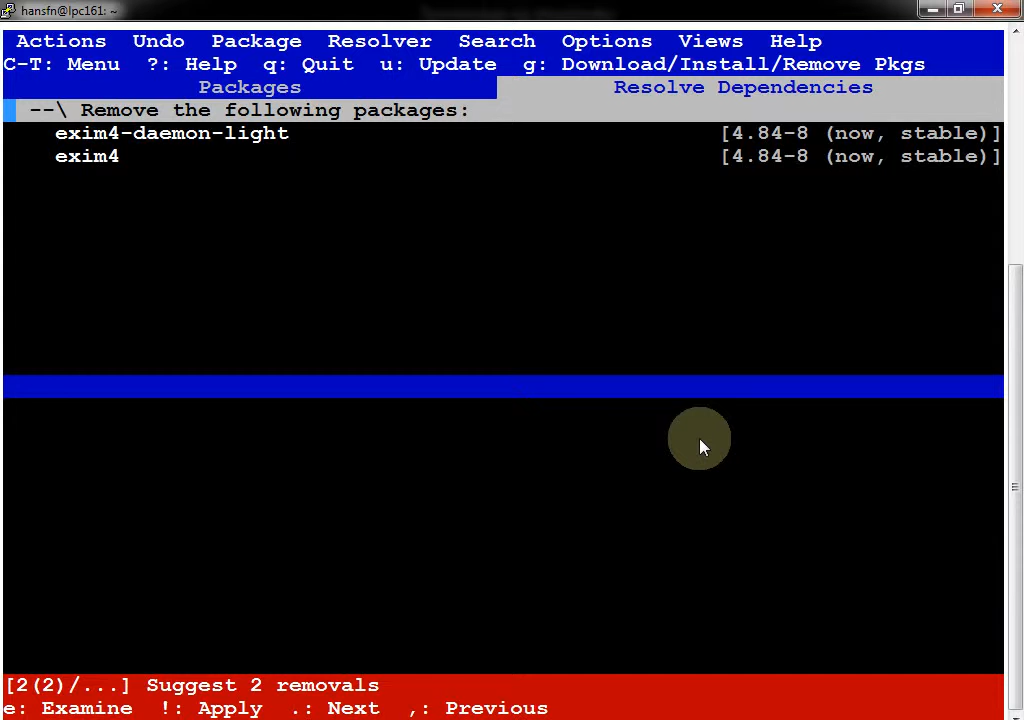 hansfn@lpc161: ~
Actions Undo Package Resolver Search Options Views Help
C-T: Menu ?: Help q: Quit u: Update g: Download/Install/Remove Pkgs
Packages Resolve Dependencies
--\ Remove the following packages:
exim4-daemon-light [4.84-8 (now, stable)]
exim4 [4.84-8 (now, stable)]
[2(2)/...] Suggest 2 removals
e: Examine !: Apply .: Next ,: Previous